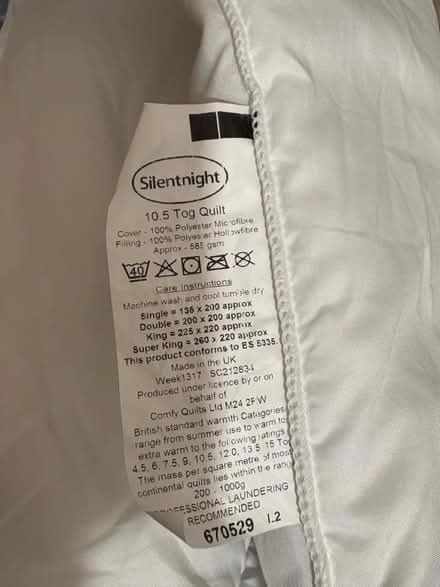 Silentnight
10.5 Tog Quilt
Cover - 100% Polyester Microfibre
Filling - 100% Polyester Hollowfibre
Approx - 585 gsm
40
Care Instructions
Machine wash and cool tumble dry
Single = 135 x 200 approx
Double = 200 x 200 approx
King = 225 x 220 approx
Super King = 260 x 220 approx
This product conforms to BS 5335.
Made in the UK
Week1317 SC212634
Produced under licence by or on
behalf of
Comfy Quilts Ltd M24 2RW
British standard warmth Categories
range from summer use to warm to
extra warm to the following ratings
4.5, 6, 7.5, 9, 10.5, 12.0, 13.5, 15 Tog
The mass per square metre of most
continental quilts lies within the range
200 - 1000g
PROFESSIONAL LAUNDERING
RECOMMENDED
670529 I.2